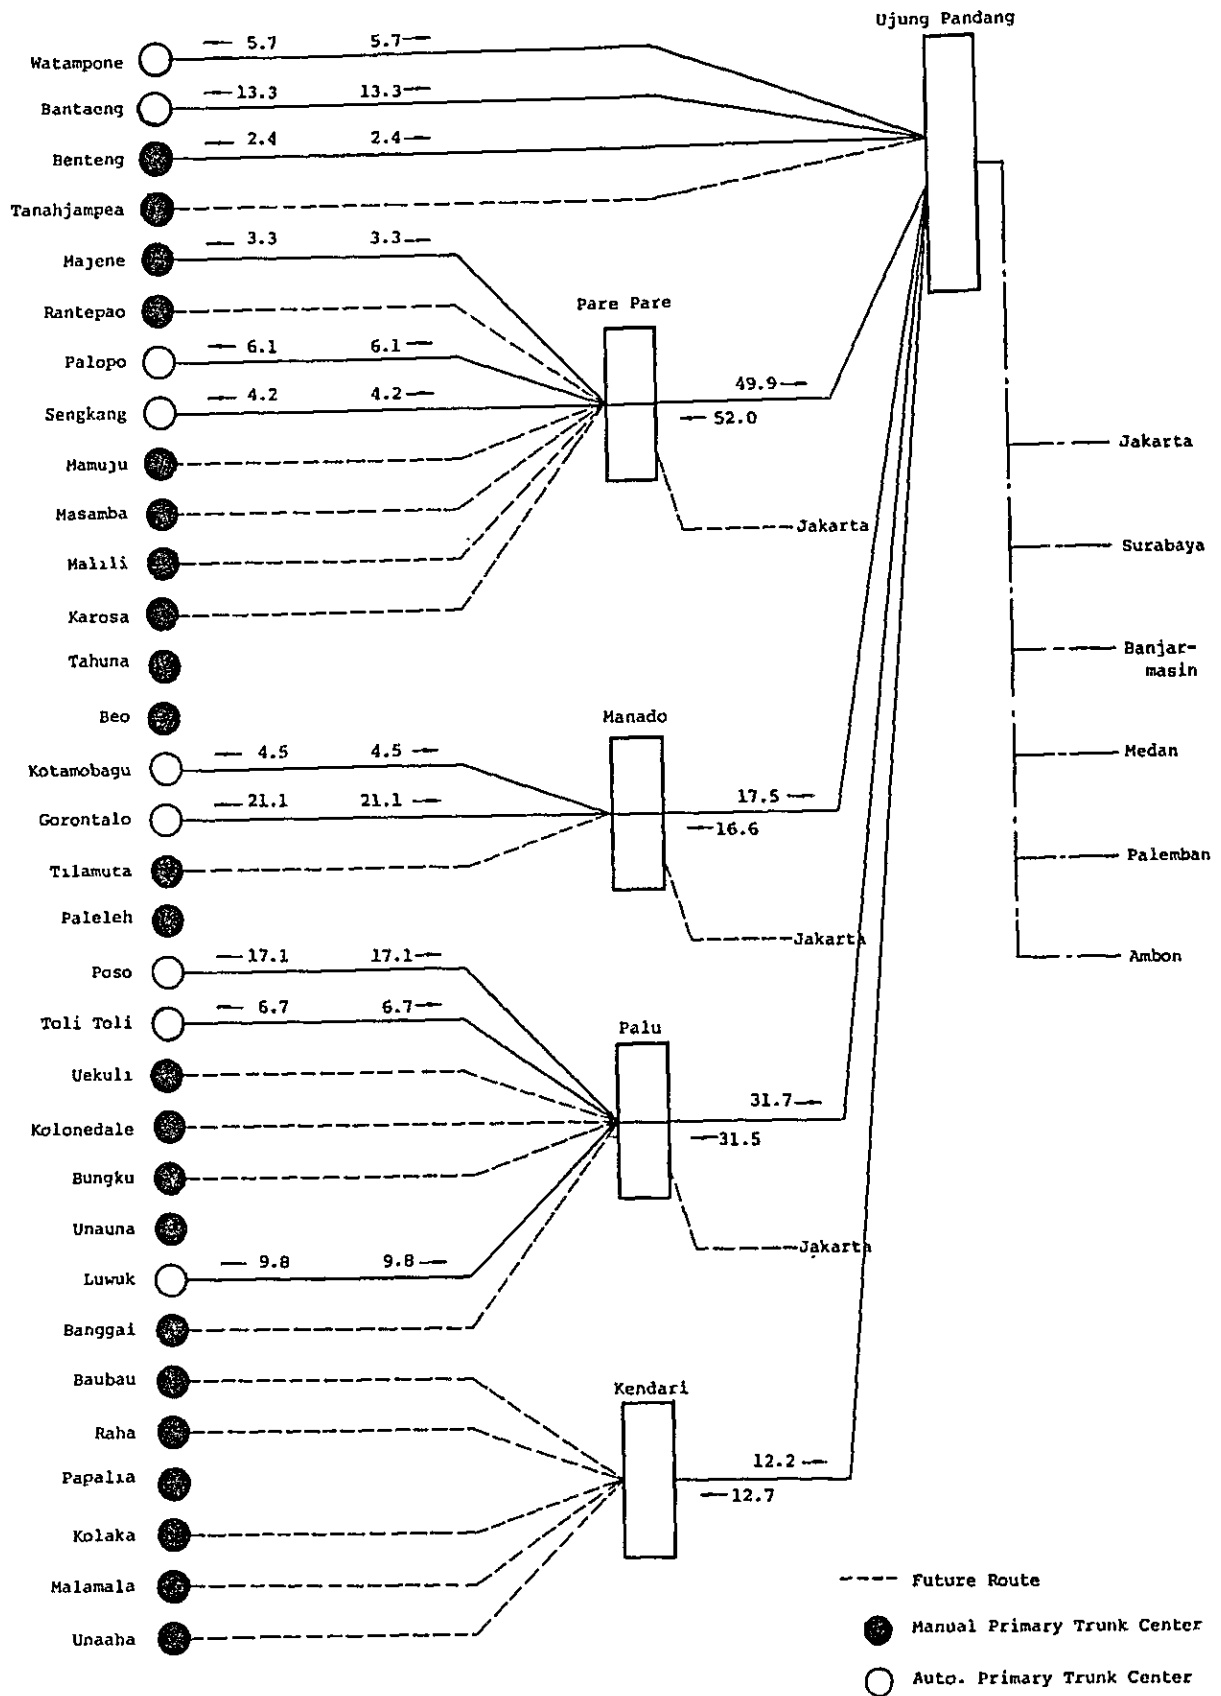 Ujung Pandang
Watampone 5.7 5.7
Bantaeng 13.3 13.3
Benteng 2.4 2.4
Tanahjampea
Majene 3.3 3.3
Rantepao
Pare Pare
Palopo 6.1 6.1
Sengkang 4.2 4.2
49.9
52.0
Jakarta
Mamuju
Masamba
Jakarta
Surabaya
Malili
Karosa
Tahuna
Banjar-
masin
Beo
Manado
Kotamobagu 4.5 4.5
Medan
Gorontalo 21.1 21.1
17.5
16.6
Tilamuta
Palemban
Paleleh
Jakarta
Poso 17.1 17.1
Ambon
Toli Toli 6.7 6.7
Palu
Uekuli
31.7
31.5
Kolonedale
Bungku
Unauna
Jakarta
Luwuk 9.8 9.8
Banggai
Baubau
Kendari
Raha
12.2
12.7
Papalia
Kolaka
Malamala
Future Route
Unaaha
Manual Primary Trunk Center
Auto. Primary Trunk Center